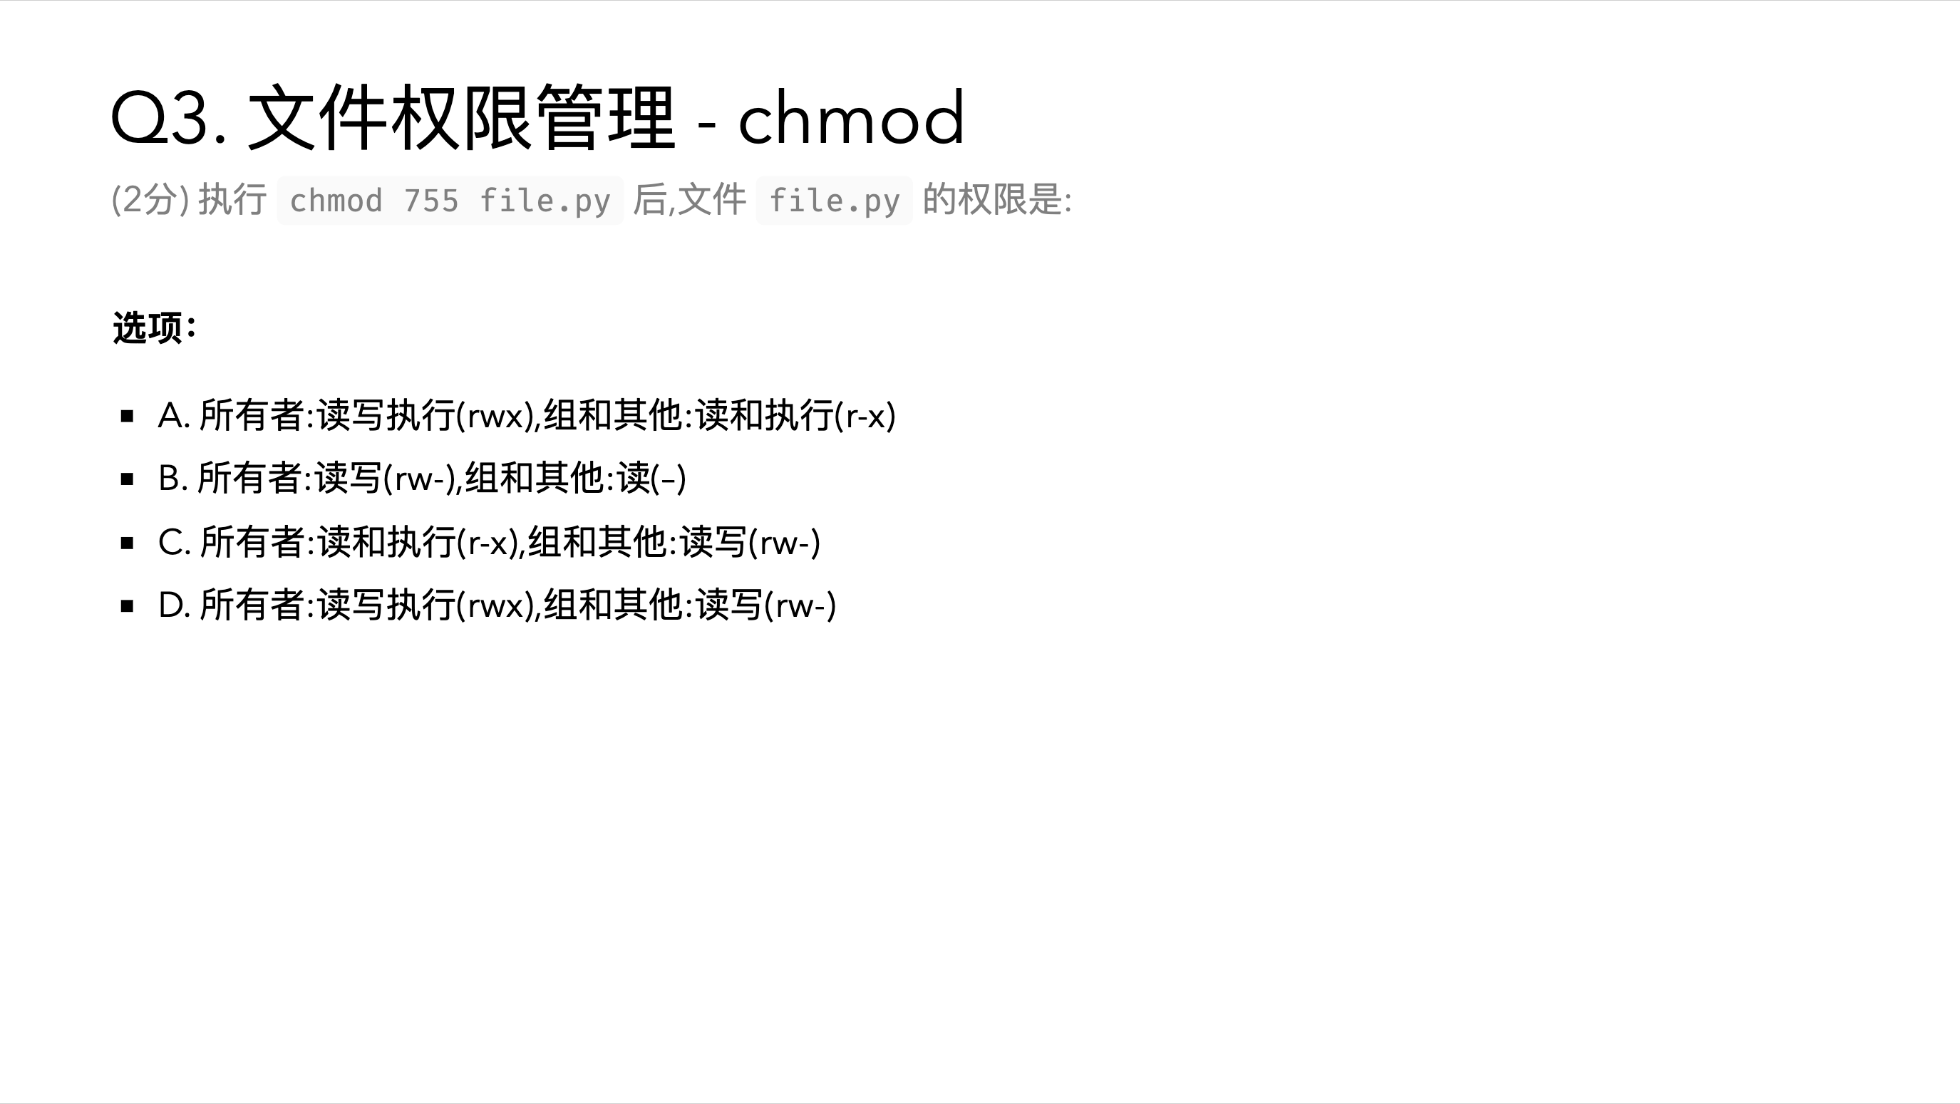 Q3. 文件权限管理 - chmod
(2分) 执行 chmod 755 file.py 后,文件 file.py 的权限是:
选项：
▪ A. 所有者:读写执行(rwx),组和其他:读和执行(r-x)
▪ B. 所有者:读写(rw-),组和其他:读(–)
▪ C. 所有者:读和执行(r-x),组和其他:读写(rw-)
▪ D. 所有者:读写执行(rwx),组和其他:读写(rw-)